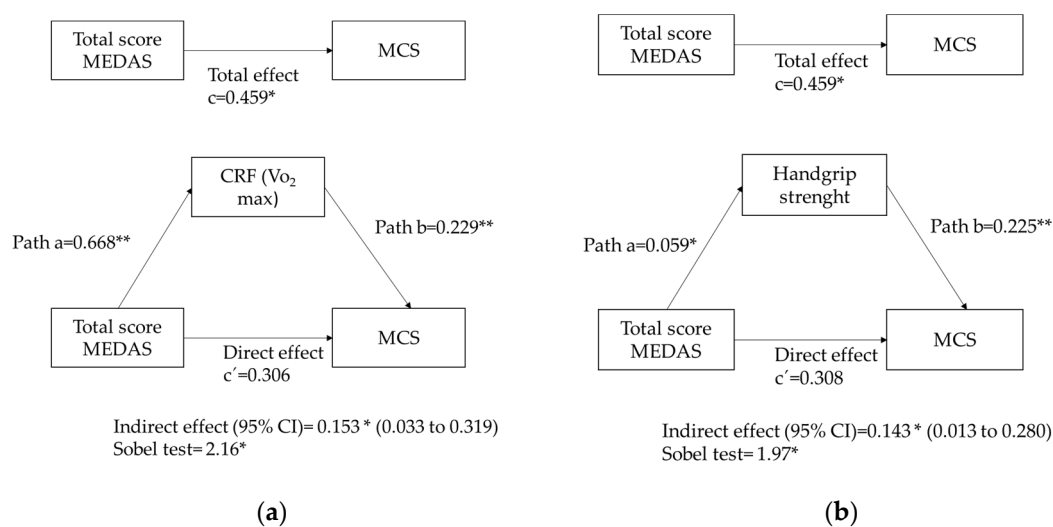 Total score
MEDAS
MCS
Total effect
c=0.459*
CRF (Vo₂
max)
Path a=0.668**
Path b=0.229**
Total score
MEDAS
MCS
Direct effect
c´=0.306
Indirect effect (95% CI)= 0.153 * (0.033 to 0.319)
Sobel test= 2.16*
(a)
Total score
MEDAS
MCS
Total effect
c=0.459*
Handgrip
strenght
Path a=0.059*
Path b=0.225**
Total score
MEDAS
MCS
Direct effect
c´=0.308
Indirect effect (95% CI)=0.143 * (0.013 to 0.280)
Sobel test= 1.97*
(b)